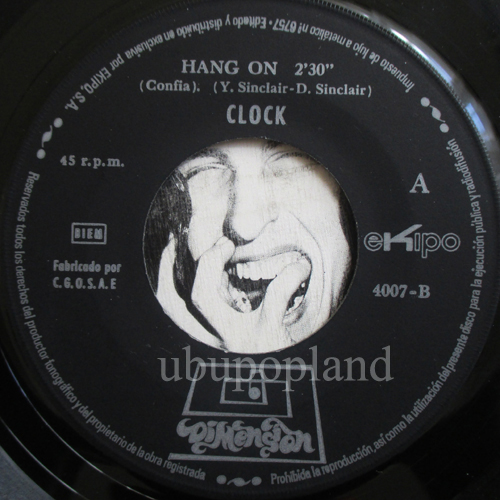 HANG ON 2'30"
(Confía). (Y. Sinclair-D. Sinclair)
CLOCK
45 r.p.m.
A
BIEM
eKipo
Fabricado por
C.G.O.S.A.E
4007-B
ubupopland
Dimension
Reservados todos los derechos del productor fonográfico y del propietario de la obra registrada
Prohibida la reproducción, así como la utilización del presente disco para la ejecución pública y radiodifusión
Impuesto de lujo a metálico nº 6757 - Editado y distribuido en exclusiva por EKIPO, S.A.